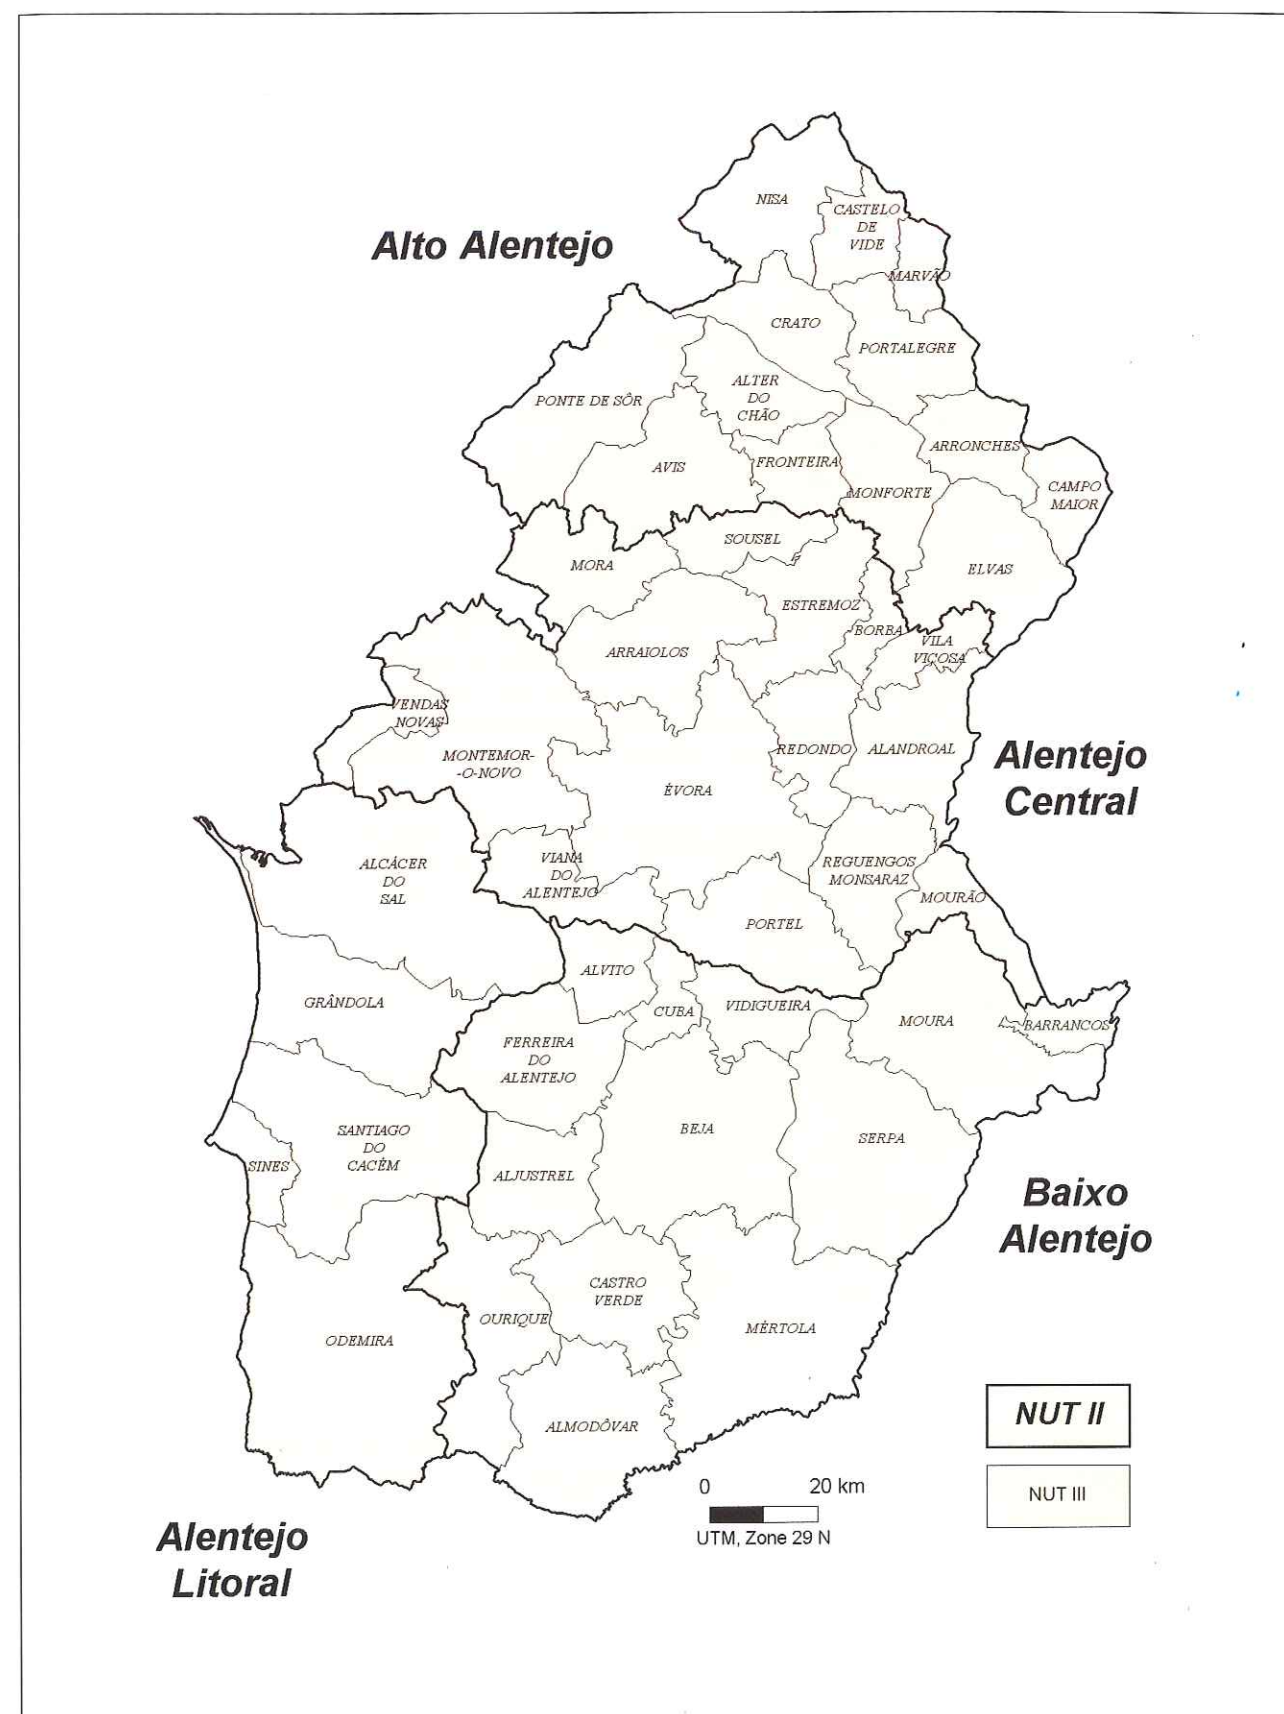 NISA
CASTELO
DE
VIDE
Alto Alentejo
MARVÃO
CRATO
PORTALEGRE
ALTER
DO
CHÃO
PONTE DE SÔR
ARRONCHES
AVIS
FRONTEIRA
MONFORTE
CAMPO
MAIOR
SOUSEL
MORA
ELVAS
ESTREMOZ
BORBA
VILA
VIÇOSA
ARRAIOLOS
VENDAS
NOVAS
MONTEMOR-
-O-NOVO
REDONDO
ALANDROAL
Alentejo
Central
ÉVORA
ALCÁCER
DO
SAL
VIANA
DO
ALENTEJO
REGUENGOS
MONSARAZ
MOURÃO
PORTEL
ALVITO
GRÂNDOLA
CUBA
VIDIGUEIRA
MOURA
BARRANCOS
FERREIRA
DO
ALENTEJO
BEJA
SERPA
SANTIAGO
DO
CACÉM
SINES
ALJUSTREL
Baixo
Alentejo
CASTRO
VERDE
OURIQUE
MÉRTOLA
ODEMIRA
ALMODÔVAR
NUT II
NUT III
0 20 km
UTM, Zone 29 N
Alentejo
Litoral